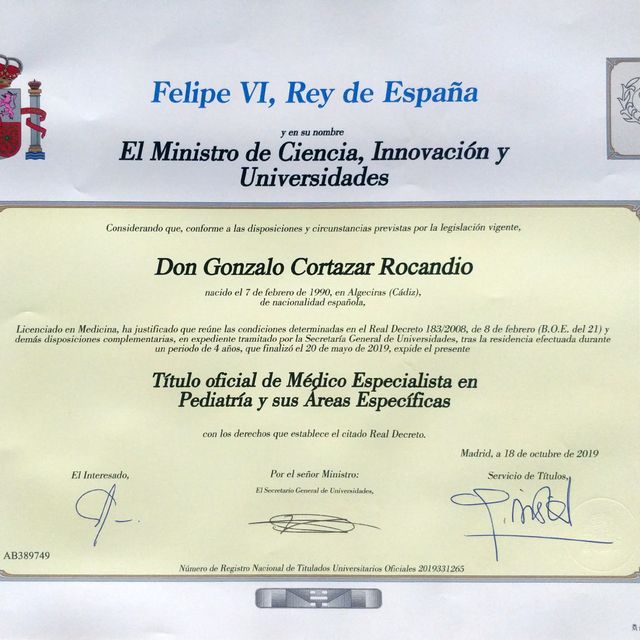 Felipe VI, Rey de España
y en su nombre
El Ministro de Ciencia, Innovación y
Universidades
Considerando que, conforme a las disposiciones y circunstancias previstas por la legislación vigente,
Don Gonzalo Cortazar Rocandio
nacido el 7 de febrero de 1990, en Algeciras (Cádiz),
de nacionalidad española,
Licenciado en Medicina, ha justificado que reúne las condiciones determinadas en el Real Decreto 183/2008, de 8 de febrero (B.O.E. del 21) y
demás disposiciones complementarias, en expediente tramitado por la Secretaría General de Universidades, tras la residencia efectuada durante
un periodo de 4 años, que finalizó el 20 de mayo de 2019, expide el presente
Título oficial de Médico Especialista en
Pediatría y sus Áreas Específicas
con los derechos que establece el citado Real Decreto.
Madrid, a 18 de octubre de 2019
El Interesado,
Por el señor Ministro:
El Secretario General de Universidades,
Servicio de Títulos,
AB389749
Número de Registro Nacional de Titulados Universitarios Oficiales 2019331265